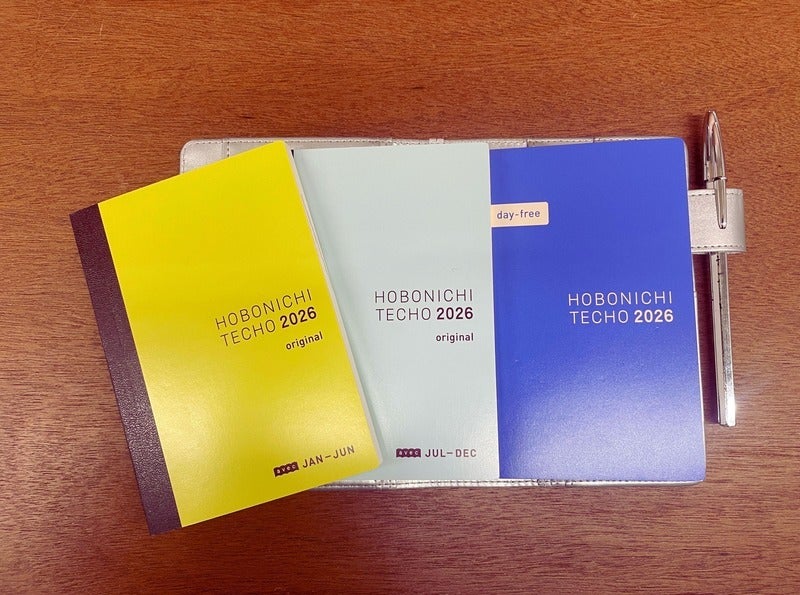 HOBONICHI
TECHO 2026
original
avec JAN–JUN
HOBONICHI
TECHO 2026
original
avec JUL–DEC
day-free
HOBONICHI
TECHO 2026